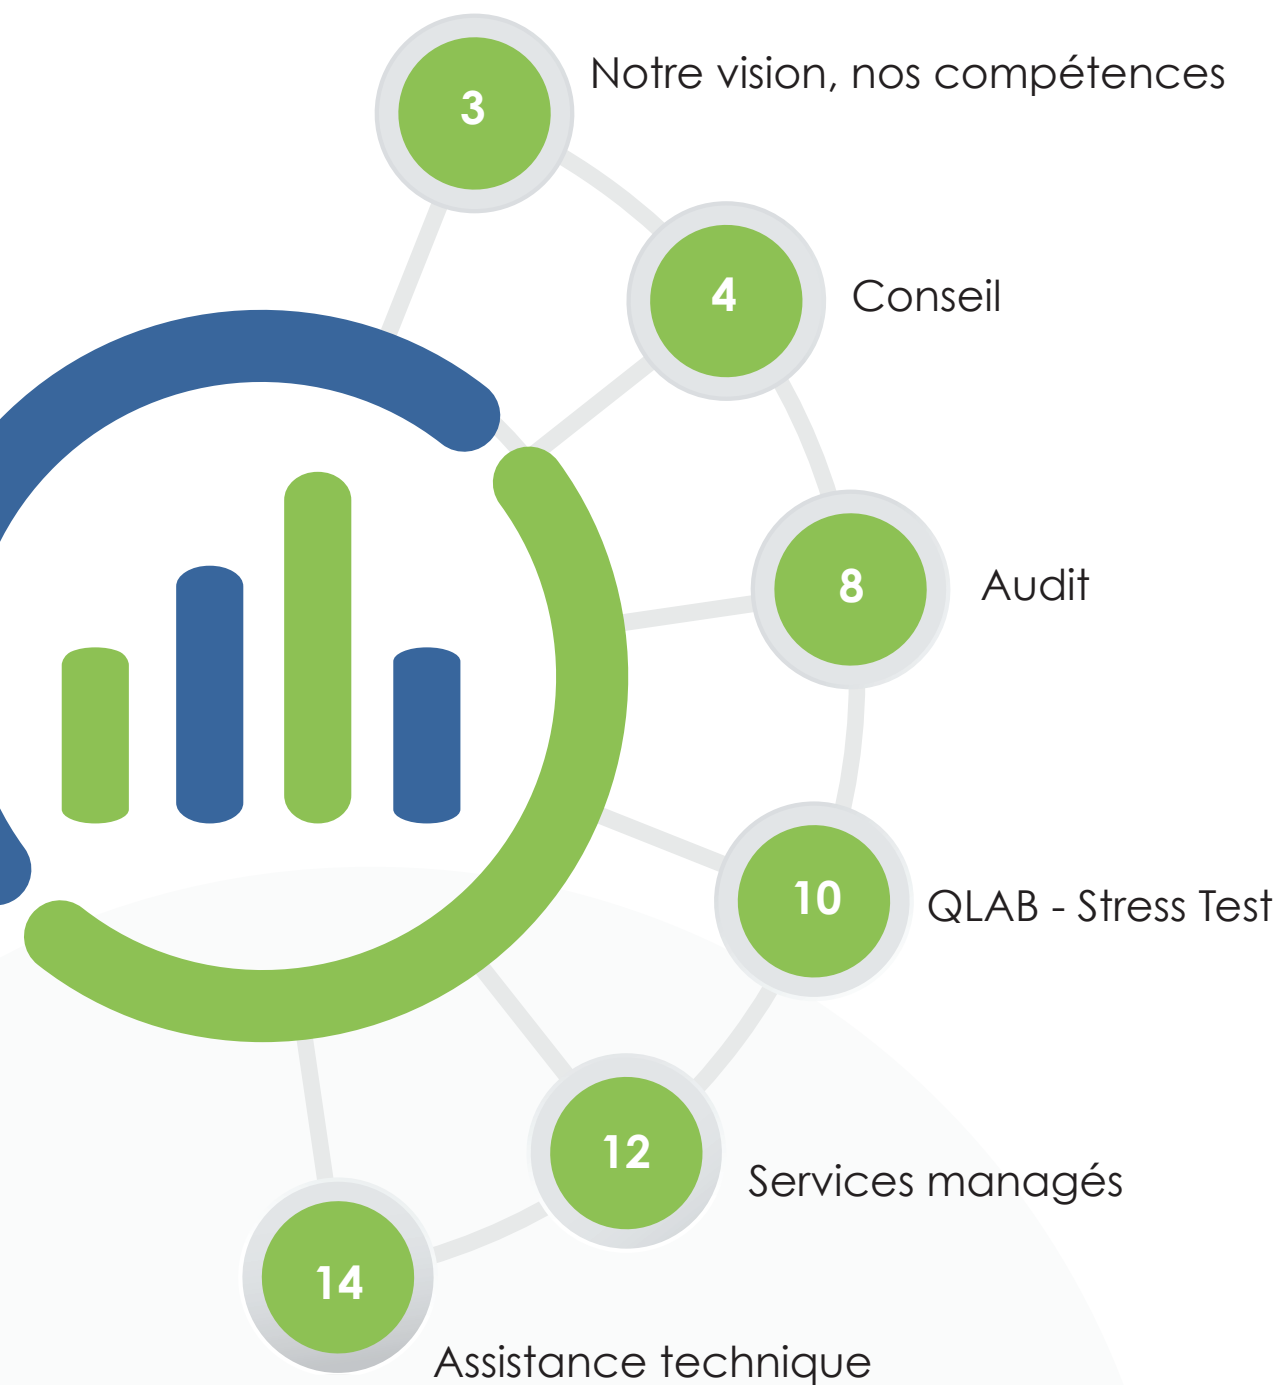 3
Notre vision, nos compétences
4
Conseil
8
Audit
10
QLAB - Stress Test
12
Services managés
14
Assistance technique